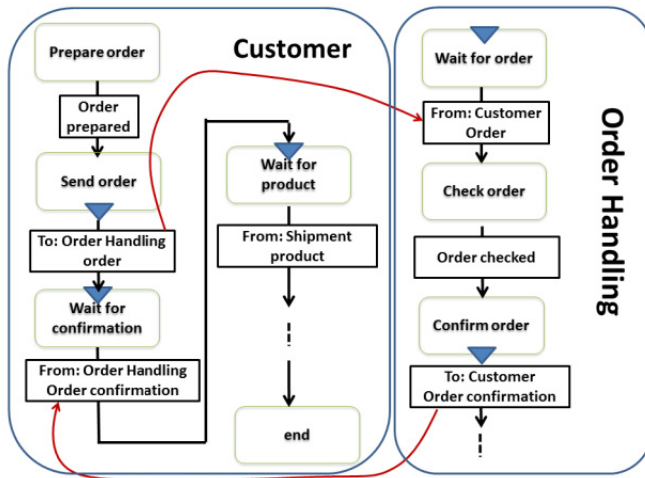 Customer
Prepare order
Order
prepared
Send order
To: Order Handling
order
Wait for
confirmation
From: Order Handling
Order confirmation
Wait for
product
From: Shipment
product
end
Order Handling
Wait for order
From: Customer
Order
Check order
Order checked
Confirm order
To: Customer
Order confirmation